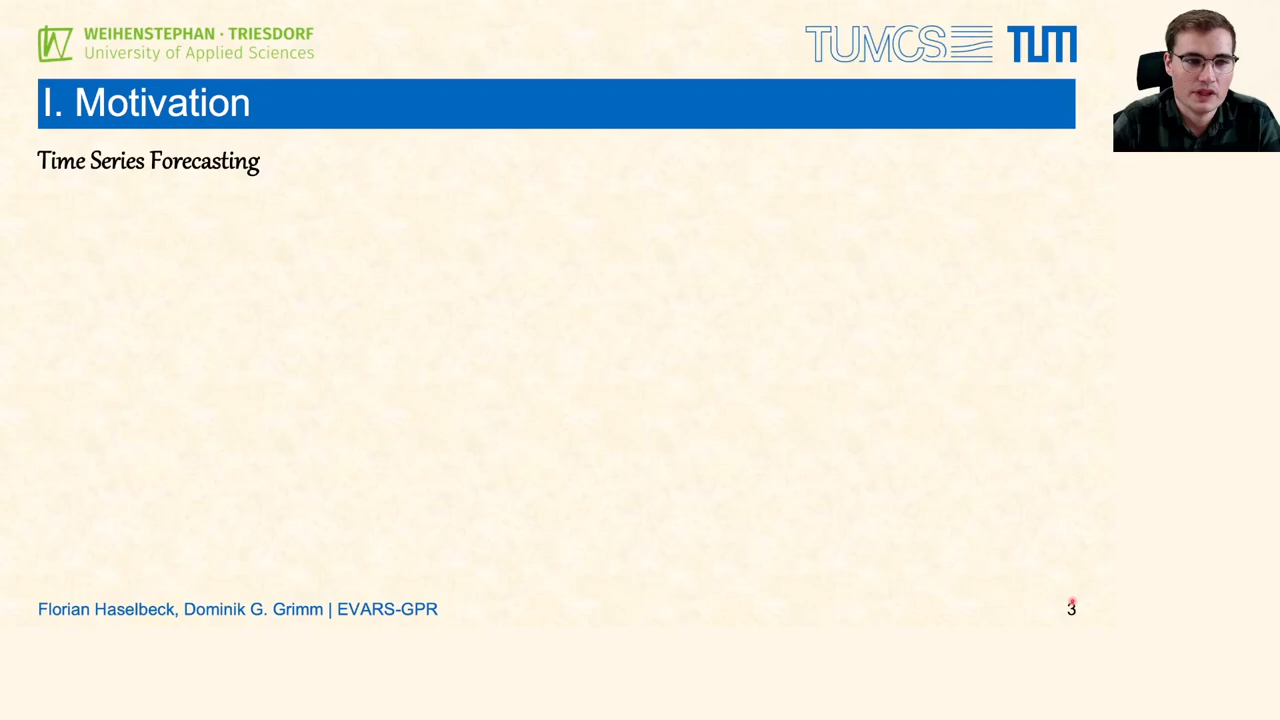 WEIHENSTEPHAN · TRIESDORF
University of Applied Sciences
TUMCS
TUM
I. Motivation
Time Series Forecasting
Florian Haselbeck, Dominik G. Grimm | EVARS-GPR
3